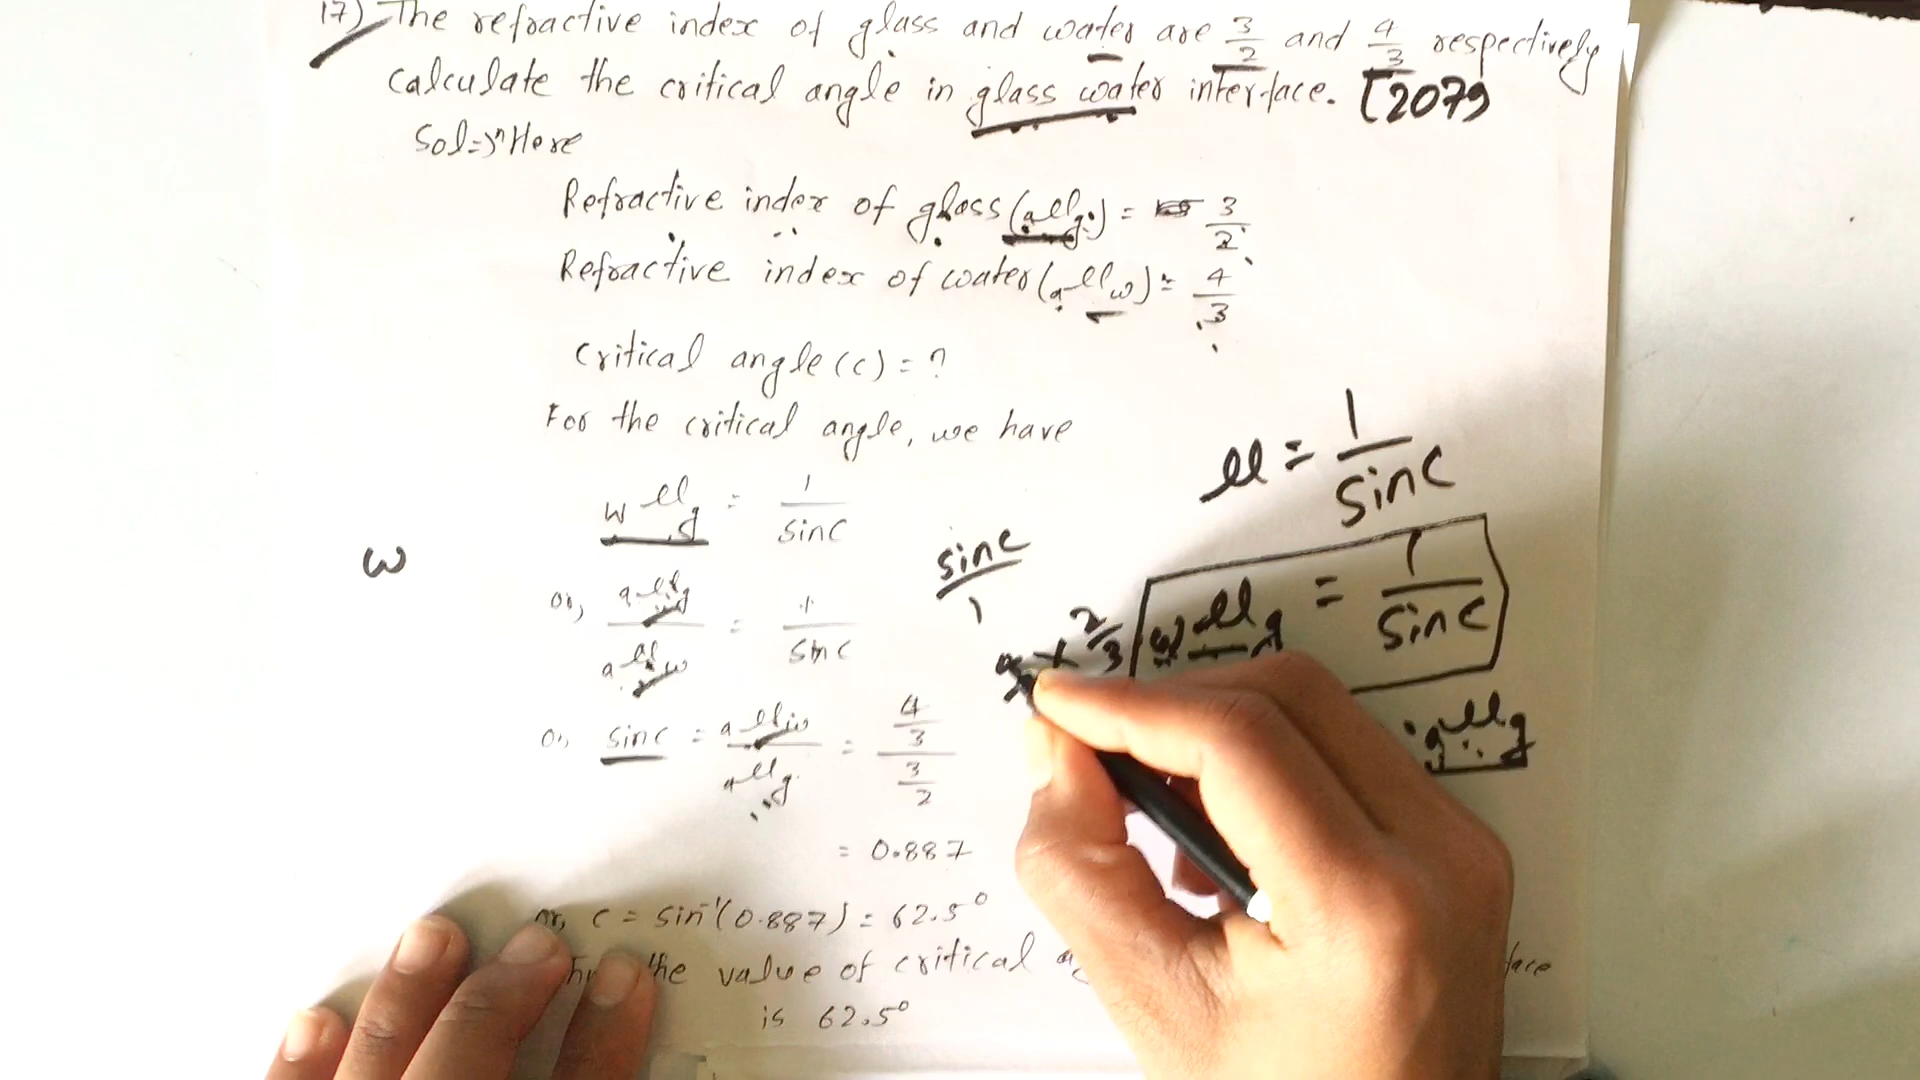 17) The refractive index of glass and water are 3/2 and 4/3 respectively
calculate the critical angle in glass water interface. [2079
Sol=>n Here
Refractive index of glass (aμg) = 3/2
Refractive index of water (aμw) = 4/3
Critical angle (c) = ?
For the critical angle, we have
wμg = 1/sinC
or, aμg/aμw = 1/sinC
or, sinc = aμw/aμg = 4/3 / 3/2
= 0.887
or, c = sin⁻¹(0.887) = 62.5°
the value of critical
is 62.5°
w
sinc/1
μ = 1/sinc
wμg = 1/sinc
× 2/3
aμg